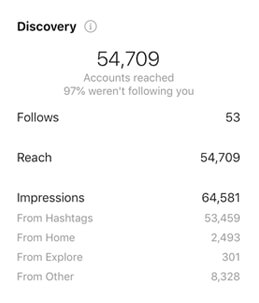 Discovery
54,709
Accounts reached
97% weren't following you
Follows 53
Reach 54,709
Impressions 64,581
From Hashtags 53,459
From Home 2,493
From Explore 301
From Other 8,328